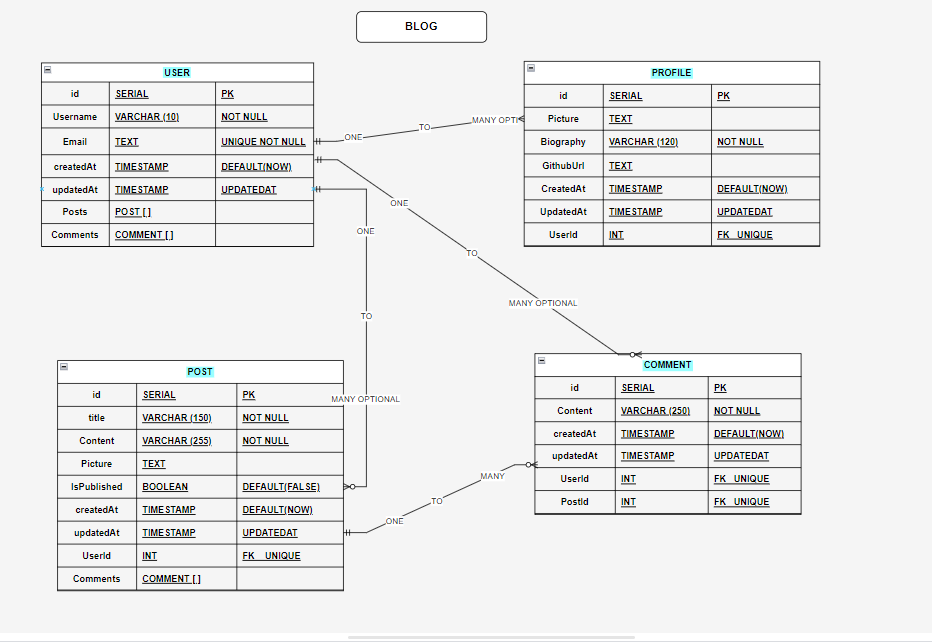 BLOG
USER
id SERIAL PK
Username VARCHAR (10) NOT NULL
Email TEXT UNIQUE NOT NULL
createdAt TIMESTAMP DEFAULT(NOW)
updatedAt TIMESTAMP UPDATEDAT
Posts POST [ ]
Comments COMMENT [ ]
PROFILE
id SERIAL PK
Picture TEXT
Biography VARCHAR (120) NOT NULL
GithubUrl TEXT
CreatedAt TIMESTAMP DEFAULT(NOW)
UpdatedAt TIMESTAMP UPDATEDAT
UserId INT FK UNIQUE
ONE TO MANY OPTI
ONE TO MANY OPTIONAL
ONE TO MANY OPTIONAL
POST
id SERIAL PK
title VARCHAR (150) NOT NULL
Content VARCHAR (255) NOT NULL
Picture TEXT
IsPublished BOOLEAN DEFAULT(FALSE)
createdAt TIMESTAMP DEFAULT(NOW)
updatedAt TIMESTAMP UPDATEDAT
UserId INT FK UNIQUE
Comments COMMENT [ ]
ONE TO MANY
COMMENT
id SERIAL PK
Content VARCHAR (250) NOT NULL
createdAt TIMESTAMP DEFAULT(NOW)
updatedAt TIMESTAMP UPDATEDAT
UserId INT FK UNIQUE
PostId INT FK UNIQUE